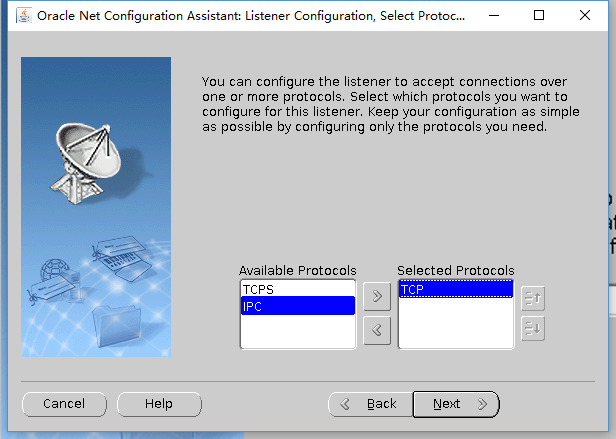 Oracle Net Configuration Assistant: Listener Configuration, Select Protoc...
You can configure the listener to accept connections over
one or more protocols. Select which protocols you want to
configure for this listener. Keep your configuration as simple
as possible by configuring only the protocols you need.
Available Protocols
Selected Protocols
TCPS
IPC
TCP
Cancel
Help
Back
Next